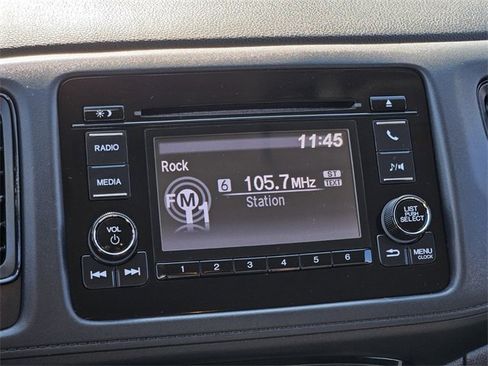 11:45
RADIO
Rock
ST
6 105.7MHz
TEXT
MEDIA
FM1
Station
VOL
LIST
PUSH
SELECT
MENU
CLOCK
1 2 3 4 5 6